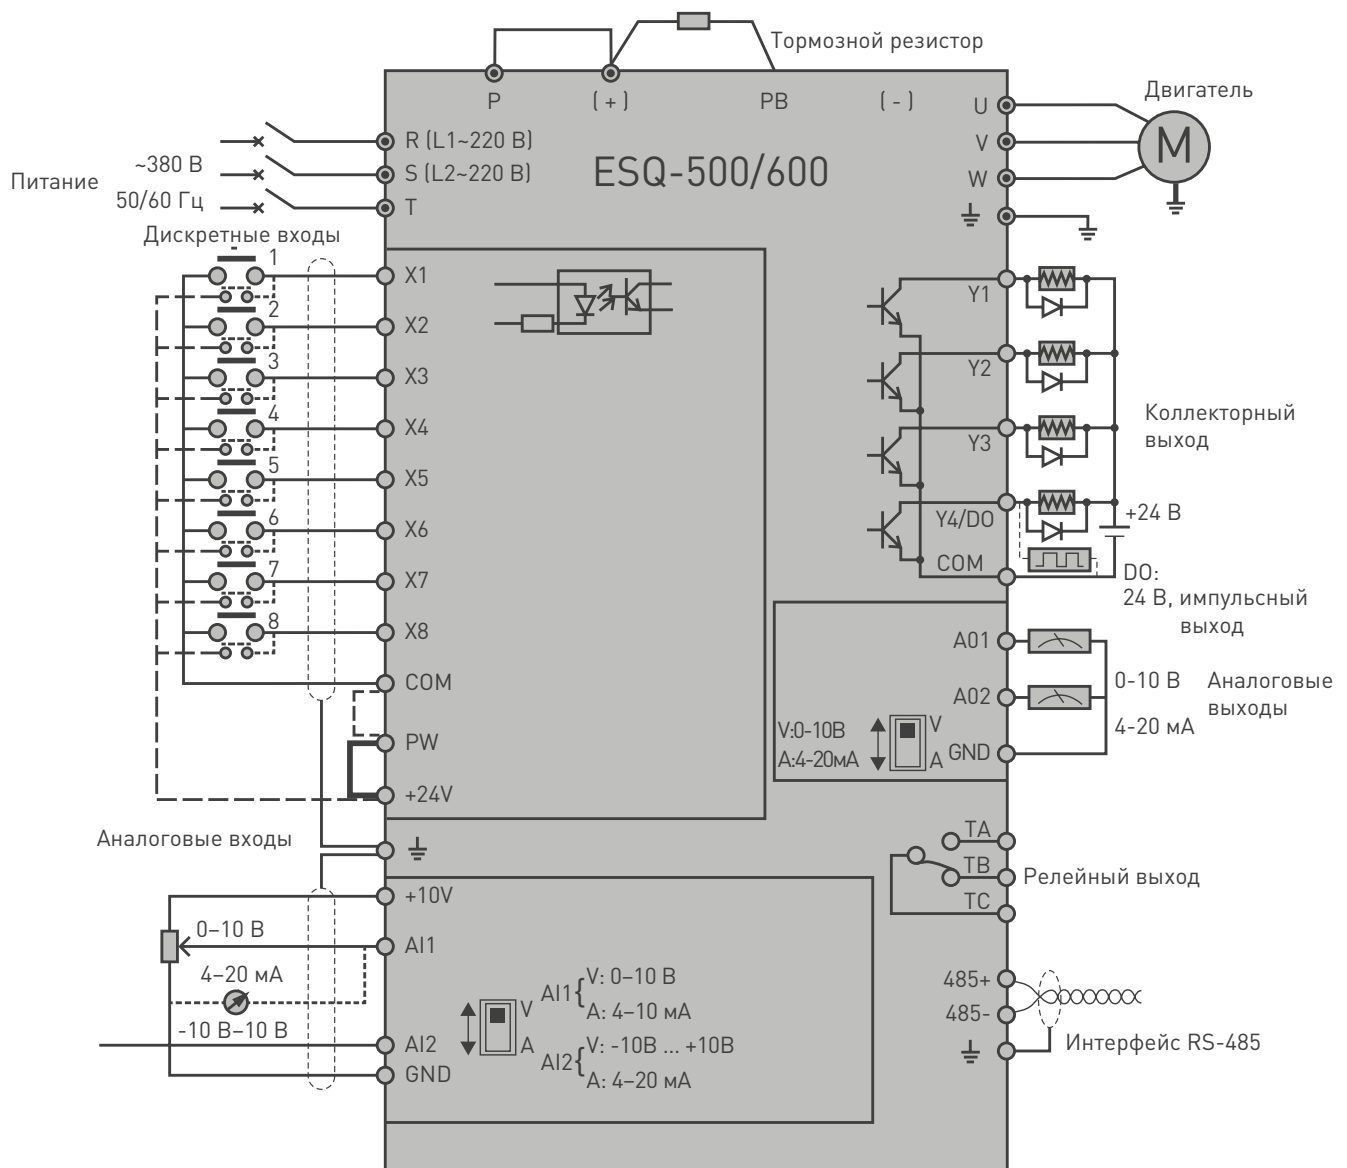 Тормозной резистор
P
(+)
PB
(-)
Двигатель
U
V
W
M
R (L1~220 В)
S (L2~220 В)
T
ESQ-500/600
Питание
~380 В
50/60 Гц
Дискретные входы
1
2
3
4
5
6
7
8
X1
X2
X3
X4
X5
X6
X7
X8
COM
PW
+24V
Y1
Y2
Y3
Y4/DO
COM
Коллекторный
выход
+24 В
DO:
24 В, импульсный
выход
A01
A02
GND
V:0-10В
A:4-20мА
V
A
0-10 В
4-20 мА
Аналоговые
выходы
Аналоговые входы
+10V
AI1
AI2
GND
0–10 В
4–20 мА
-10 В–10 В
V
A
AI1{
V: 0–10 В
A: 4–10 мА
AI2{
V: -10В ... +10В
A: 4–20 мА
TA
TB
TC
Релейный выход
485+
485-
Интерфейс RS-485